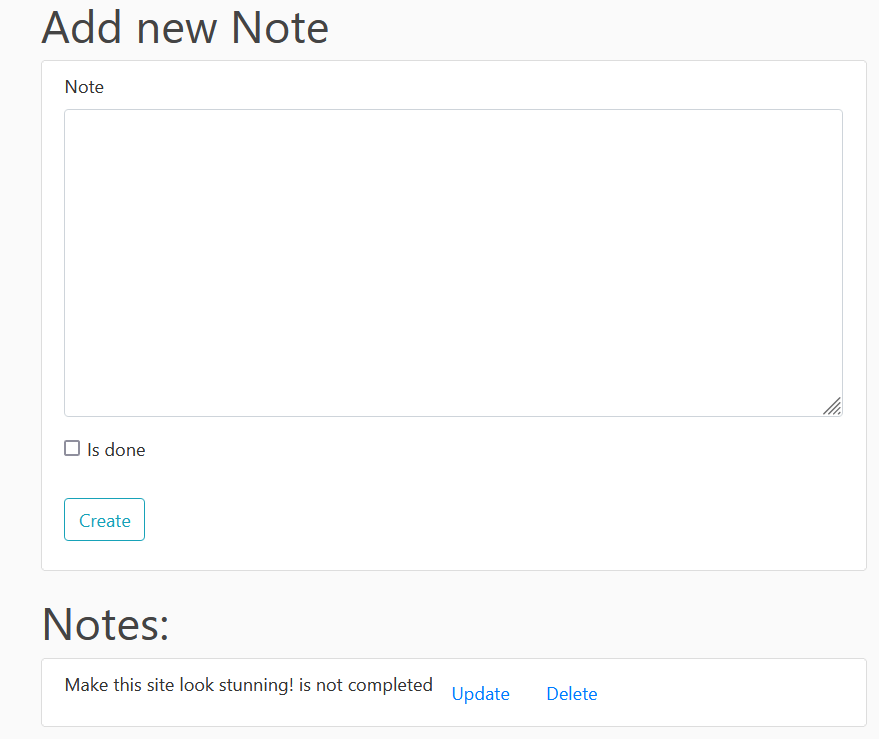 Add new Note
Note
Is done
Create
Notes:
Make this site look stunning! is not completed Update Delete